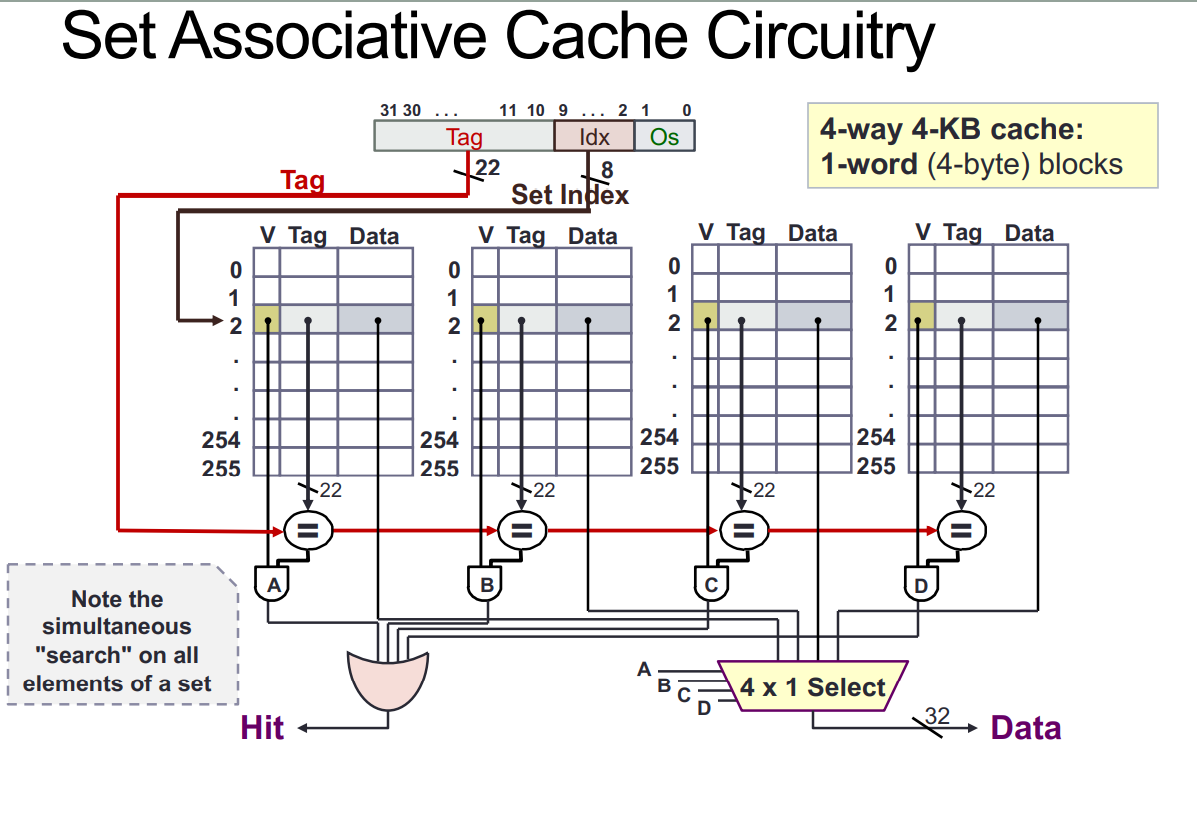 Set Associative Cache Circuitry
31 30 . . . 11 10 9 . . . 2 1 0
Tag Idx Os
4-way 4-KB cache:
1-word (4-byte) blocks
22 8
Tag
Set Index
V Tag Data V Tag Data V Tag Data V Tag Data
0 0 0 0
1 1 1 1
2 2 2 2
. . . .
. . . .
. . . .
254 254 254 254
255 255 255 255
22 22 22 22
= = = =
A B C D
Note the
simultaneous
"search" on all
elements of a set
A
B
C
D
4 x 1 Select
Hit
32
Data